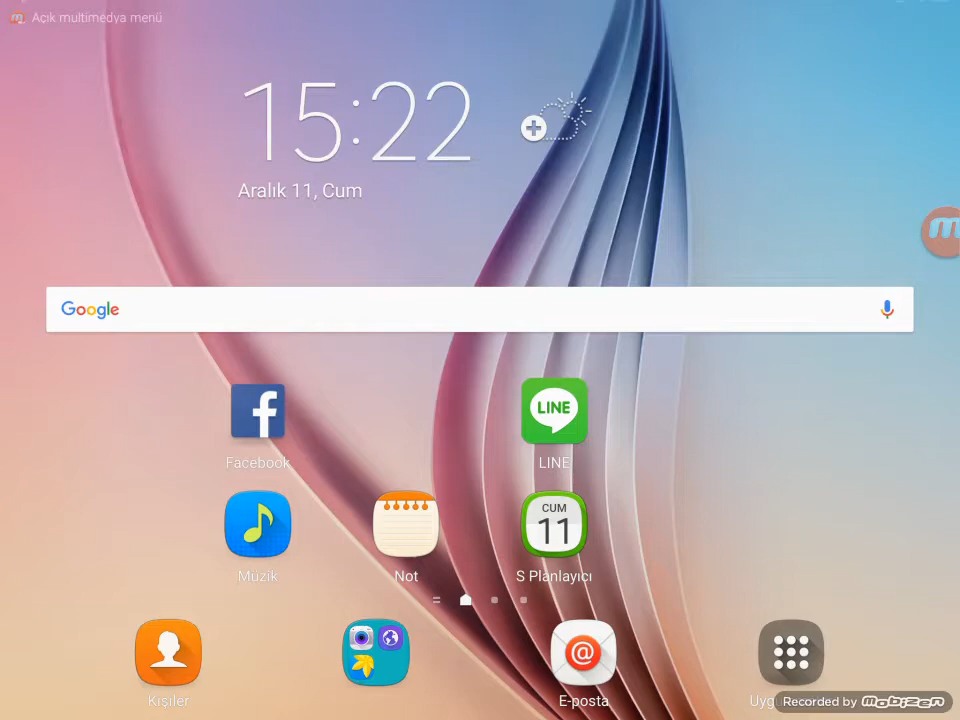 Açık multimedya menü
15:22
Aralık 11, Cum
Google
Facebook
LINE
LINE
CUM
11
Müzik
Not
S Planlayıcı
Kişiler
E-posta
Uyg
Recorded by mobizen